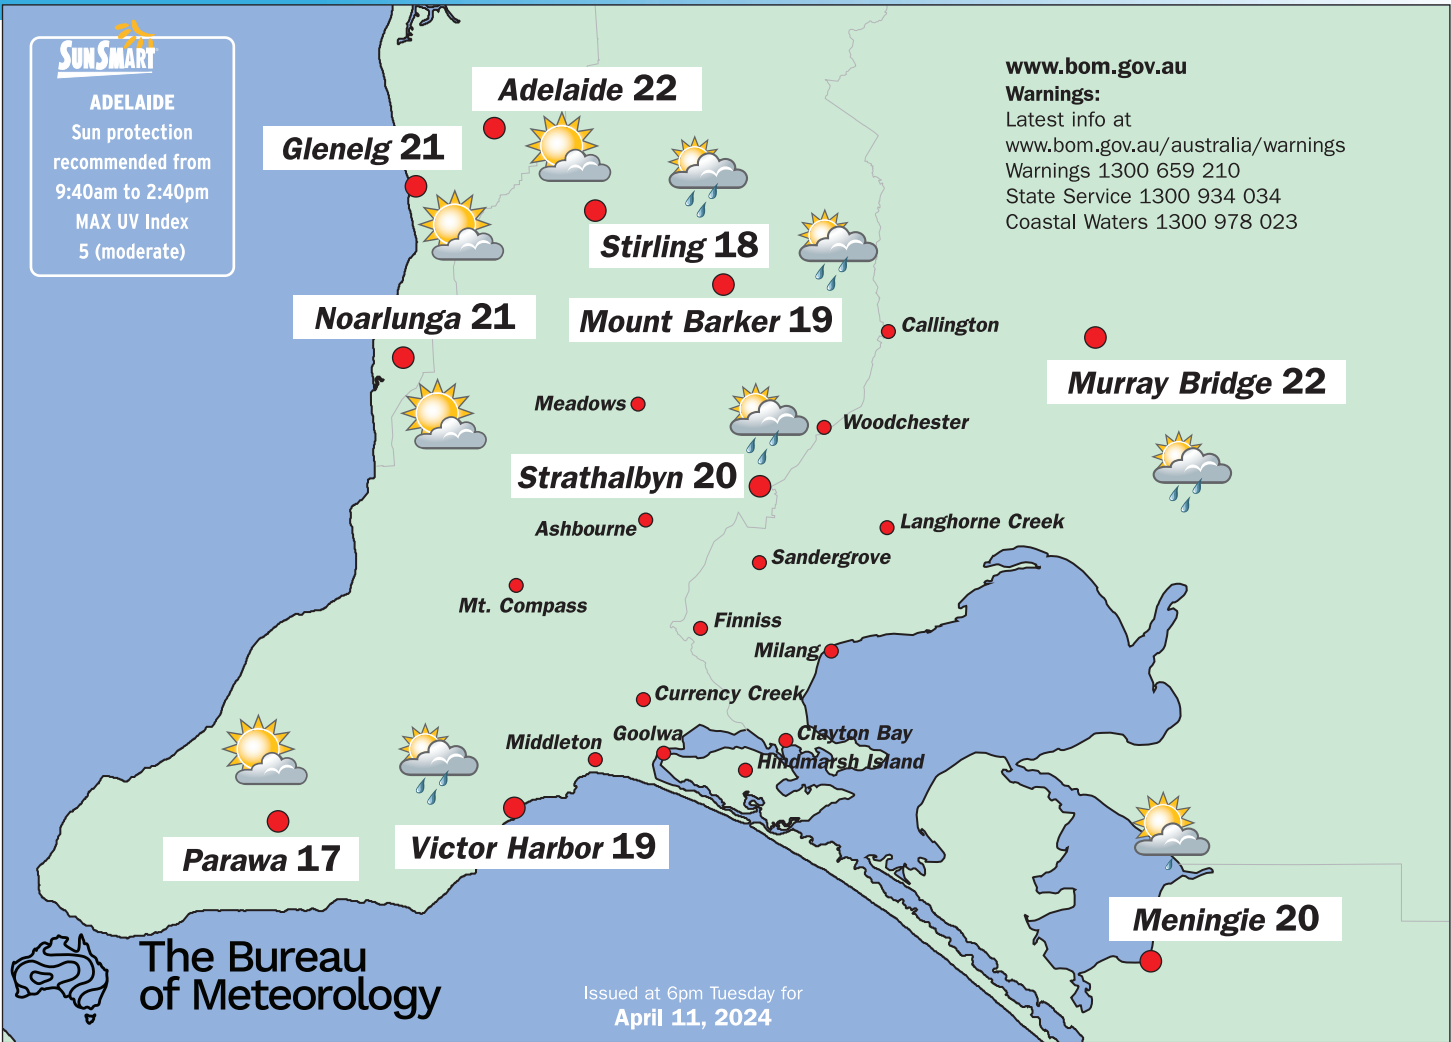 SUNSMART
ADELAIDE
Sun protection
recommended from
9:40am to 2:40pm
MAX UV Index
5 (moderate)
www.bom.gov.au
Warnings:
Latest info at
www.bom.gov.au/australia/warnings
Warnings 1300 659 210
State Service 1300 934 034
Coastal Waters 1300 978 023
Adelaide 22
Glenelg 21
Stirling 18
Noarlunga 21
Mount Barker 19
Callington
Murray Bridge 22
Meadows
Woodchester
Strathalbyn 20
Ashbourne
Langhorne Creek
Sandergrove
Mt. Compass
Finniss
Milang
Currency Creek
Middleton
Goolwa
Clayton Bay
Hindmarsh Island
Parawa 17
Victor Harbor 19
Meningie 20
The Bureau
of Meteorology
Issued at 6pm Tuesday for
April 11, 2024